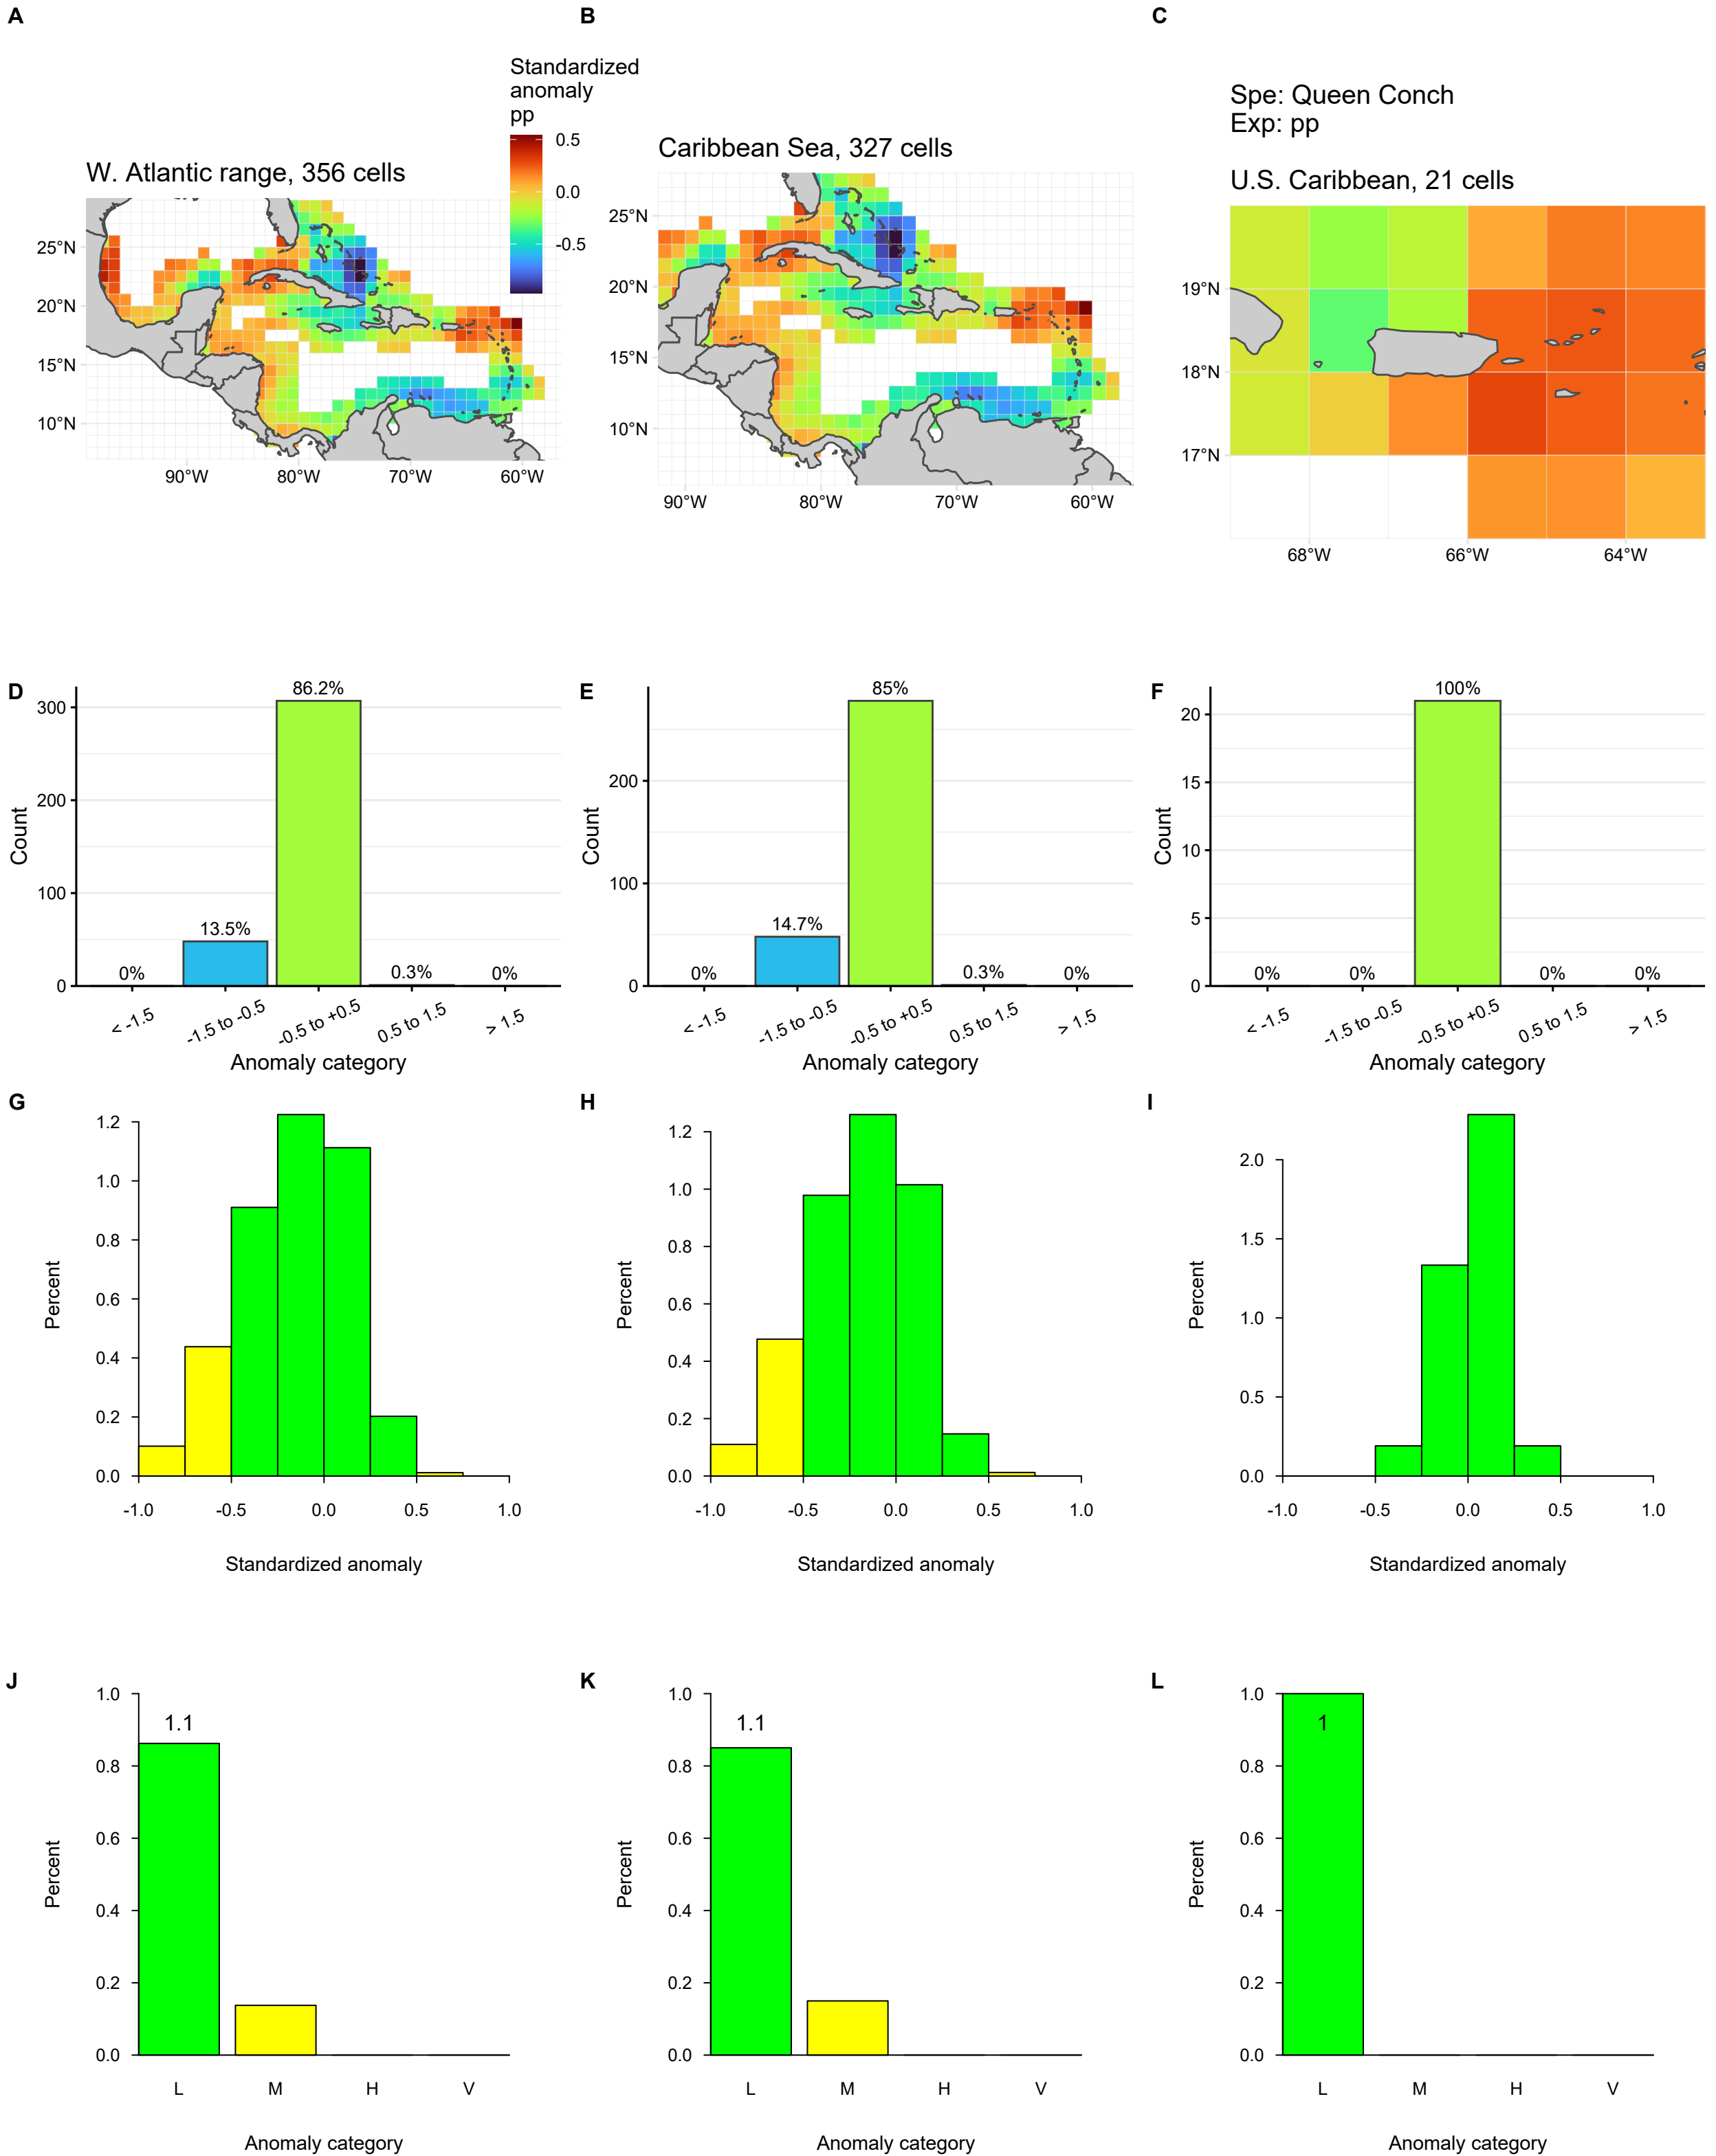 A
B
C
Standardized
anomaly
pp
0.5
0.0
-0.5
W. Atlantic range, 356 cells
25°N
20°N
15°N
10°N
90°W 80°W 70°W 60°W
Caribbean Sea, 327 cells
25°N
20°N
15°N
10°N
90°W 80°W 70°W 60°W
Spe: Queen Conch
Exp: pp
U.S. Caribbean, 21 cells
19°N
18°N
17°N
68°W 66°W 64°W
D
Count
300
200
100
0
0% 13.5% 86.2% 0.3% 0%
< -1.5 -1.5 to -0.5 -0.5 to +0.5 0.5 to 1.5 > 1.5
Anomaly category
E
Count
200
100
0
0% 14.7% 85% 0.3% 0%
< -1.5 -1.5 to -0.5 -0.5 to +0.5 0.5 to 1.5 > 1.5
Anomaly category
F
Count
20
15
10
5
0
0% 0% 100% 0% 0%
< -1.5 -1.5 to -0.5 -0.5 to +0.5 0.5 to 1.5 > 1.5
Anomaly category
G
Percent
1.2
1.0
0.8
0.6
0.4
0.2
0.0
-1.0 -0.5 0.0 0.5 1.0
Standardized anomaly
H
Percent
1.2
1.0
0.8
0.6
0.4
0.2
0.0
-1.0 -0.5 0.0 0.5 1.0
Standardized anomaly
I
Percent
2.0
1.5
1.0
0.5
0.0
-1.0 -0.5 0.0 0.5 1.0
Standardized anomaly
J
Percent
1.0
0.8
0.6
0.4
0.2
0.0
1.1
L M H V
Anomaly category
K
Percent
1.0
0.8
0.6
0.4
0.2
0.0
1.1
L M H V
Anomaly category
L
Percent
1.0
0.8
0.6
0.4
0.2
0.0
1
L M H V
Anomaly category